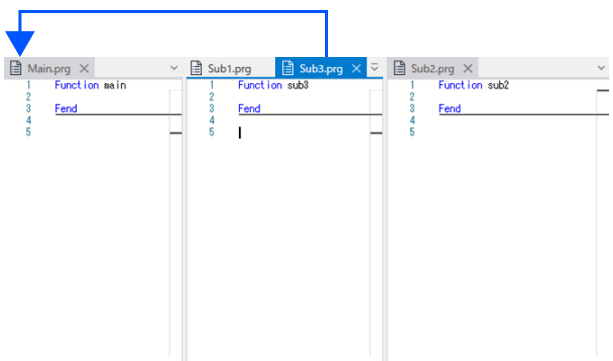 Main.prg
1 Function main
2
3 Fend
4
5
Sub1.prg Sub3.prg
1 Function sub3
2
3 Fend
4
5
Sub2.prg
1 Function sub2
2
3 Fend
4
5